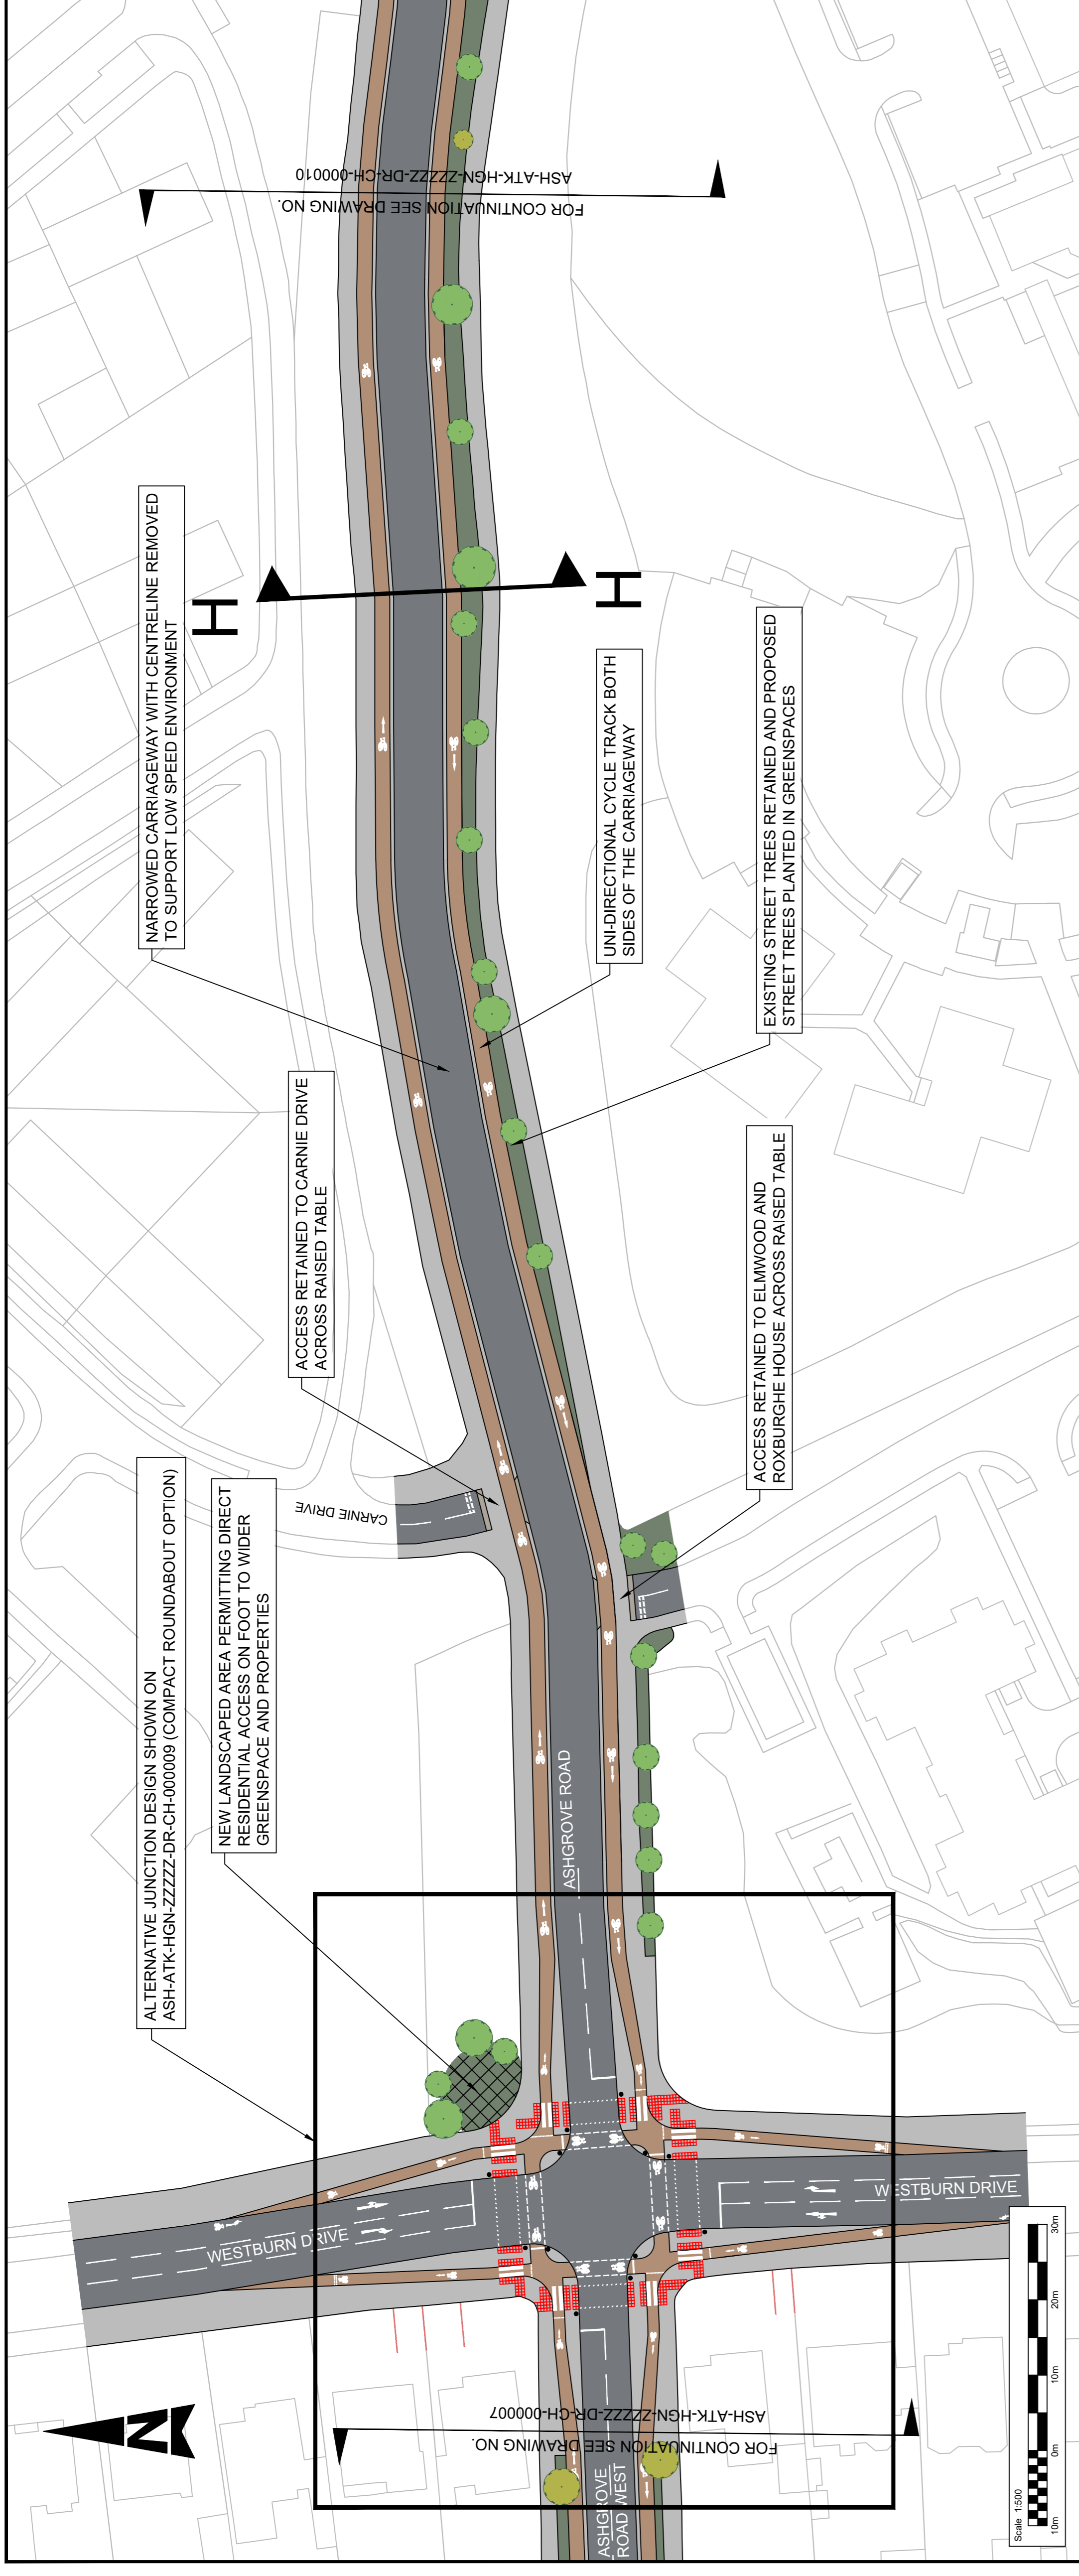 ALTERNATIVE JUNCTION DESIGN SHOWN ON
ASH-ATK-HGN-ZZZZZ-DR-CH-000009 (COMPACT ROUNDABOUT OPTION)
NEW LANDSCAPED AREA PERMITTING DIRECT
RESIDENTIAL ACCESS ON FOOT TO WIDER
GREENSPACE AND PROPERTIES
ACCESS RETAINED TO CARNIE DRIVE
ACROSS RAISED TABLE
NARROWED CARRIAGEWAY WITH CENTRELINE REMOVED
TO SUPPORT LOW SPEED ENVIRONMENT
H
H
UNI-DIRECTIONAL CYCLE TRACK BOTH
SIDES OF THE CARRIAGEWAY
EXISTING STREET TREES RETAINED AND PROPOSED
STREET TREES PLANTED IN GREENSPACES
ACCESS RETAINED TO ELMWOOD AND
ROXBURGHE HOUSE ACROSS RAISED TABLE
CARNIE DRIVE
ASHGROVE ROAD
WESTBURN DRIVE
WESTBURN DRIVE
ASHGROVE
ROAD WEST
FOR CONTINUATION SEE DRAWING NO.
ASH-ATK-HGN-ZZZZZ-DR-CH-000007
FOR CONTINUATION SEE DRAWING NO.
ASH-ATK-HGN-ZZZZZ-DR-CH-000010
N
Scale 1:500
10m 0m 10m 20m 30m